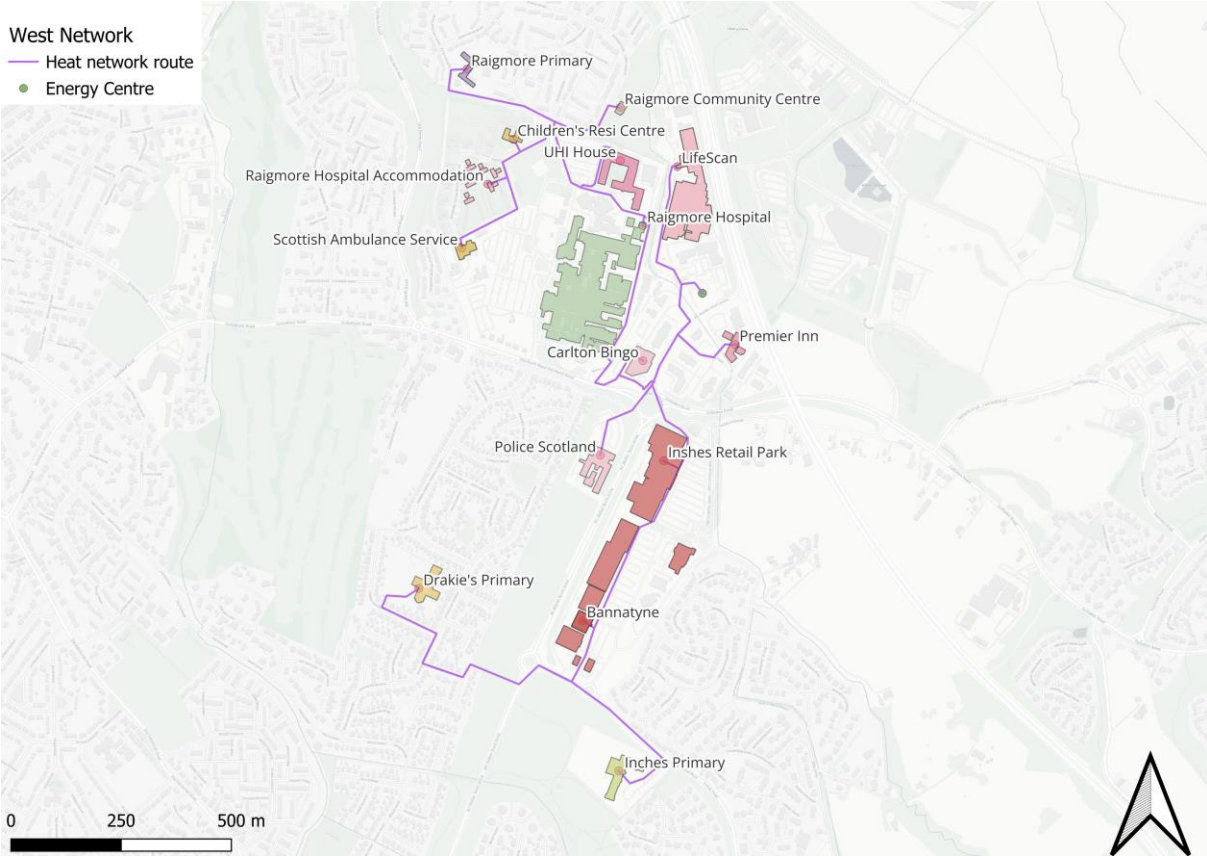 West Network
Heat network route
Energy Centre
Raigmore Primary
Raigmore Community Centre
Children's Resi Centre
UHI House
LifeScan
Raigmore Hospital Accommodation
Raigmore Hospital
Scottish Ambulance Service
Premier Inn
Carlton Bingo
Police Scotland
Inshes Retail Park
Drakie's Primary
Bannatyne
Inches Primary
0 250 500 m